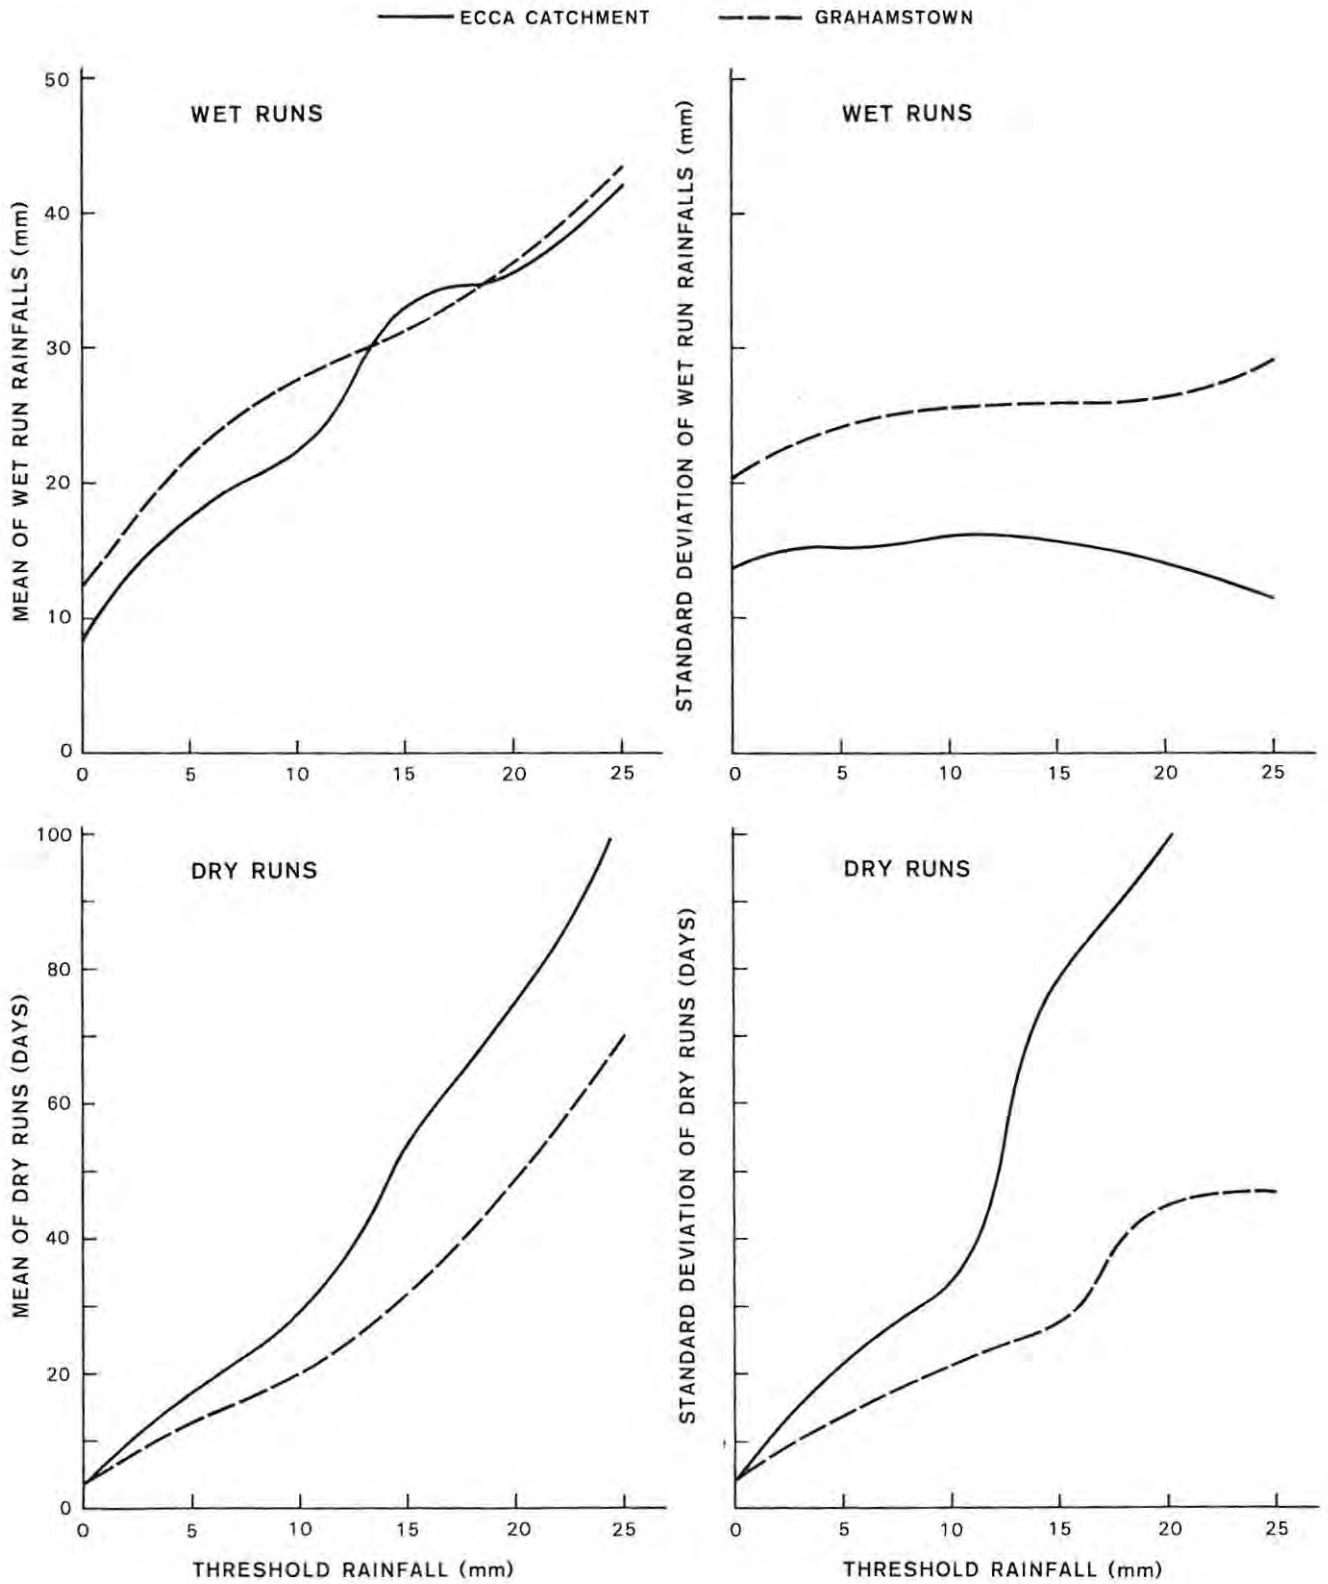 ECCA CATCHMENT
GRAHAMSTOWN
WET RUNS
MEAN OF WET RUN RAINFALLS (mm)
50
40
30
20
10
0
0 5 10 15 20 25
WET RUNS
STANDARD DEVIATION OF WET RUN RAINFALLS (mm)
0 5 10 15 20 25
DRY RUNS
MEAN OF DRY RUNS (DAYS)
100
80
60
40
20
0
0 5 10 15 20 25
THRESHOLD RAINFALL (mm)
DRY RUNS
STANDARD DEVIATION OF DRY RUNS (DAYS)
0 5 10 15 20 25
THRESHOLD RAINFALL (mm)